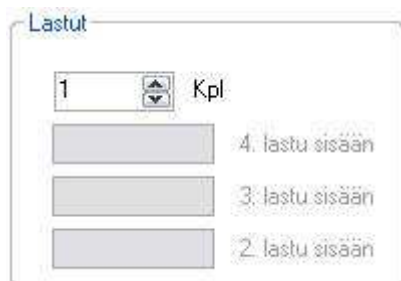 Lastut
1 Kpl
4. lastu sisään
3. lastu sisään
2. lastu sisään